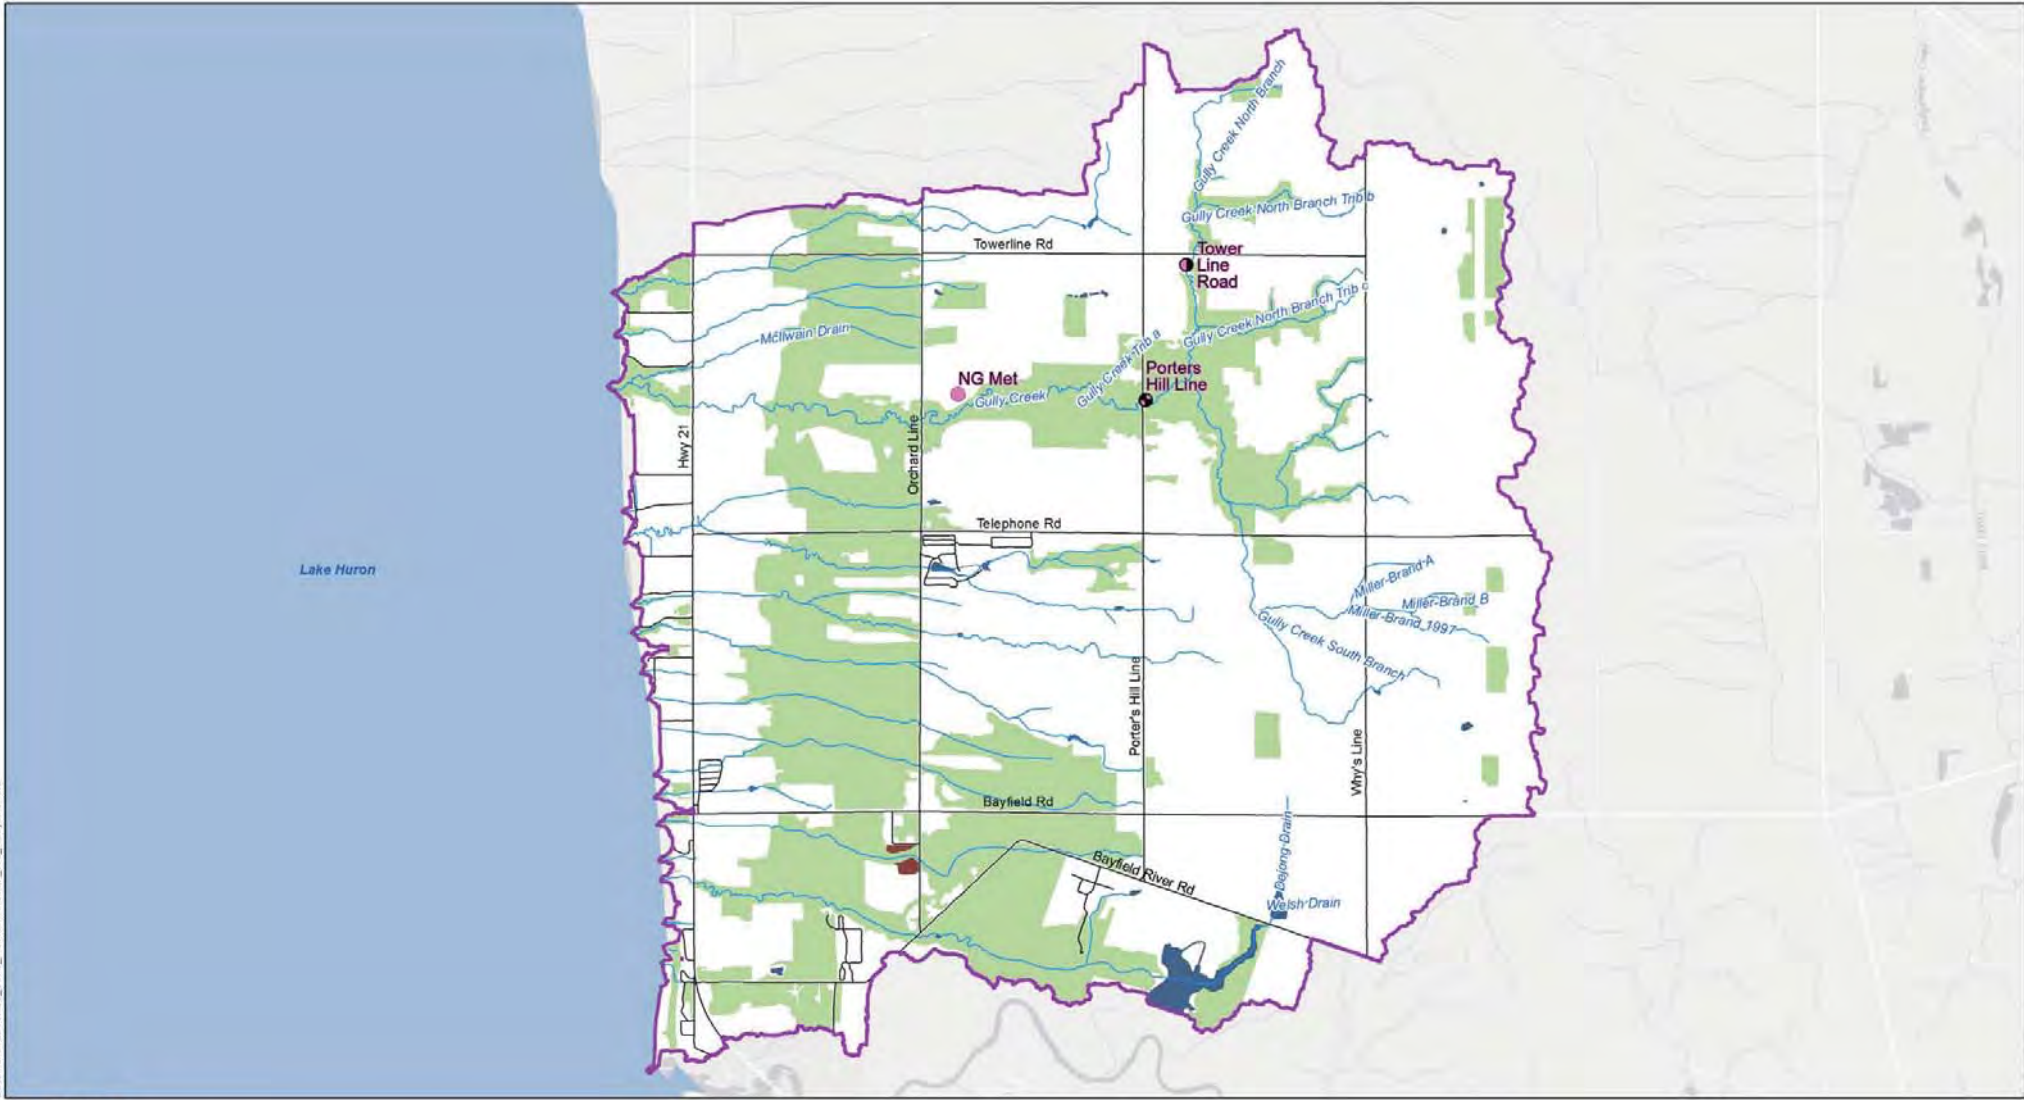 Gully Creek North Branch
Gully Creek North Branch Trib b
Towerline Rd
Tower
Line
Road
Gully Creek North Branch Trib c
McIlwain Drain
Gully Creek Trib a
NG Met
Porters
Hill Line
Gully Creek
Hwy 21
Orchard Line
Telephone Rd
Lake Huron
Miller-Brand A
Miller-Brand B
Miller-Brand 1997
Gully Creek South Branch
Porter's Hill Line
Why's Line
Bayfield Rd
Bayfield River Rd
Dejong Drain
Welsh Drain